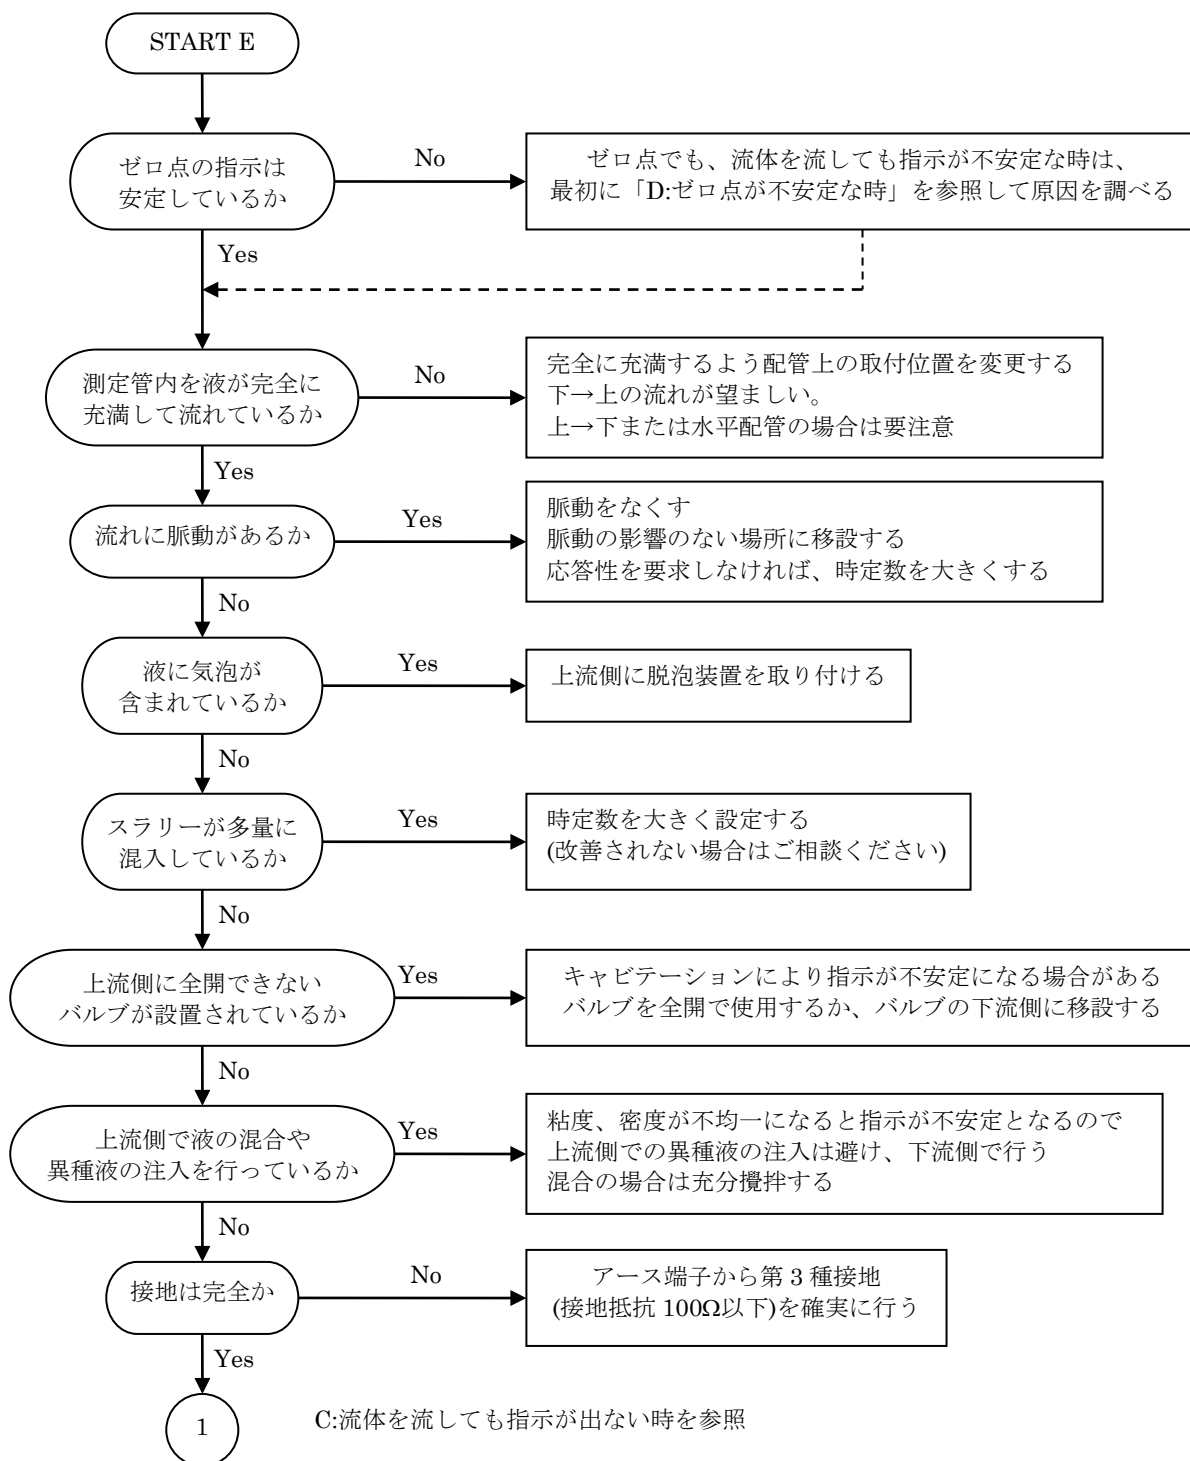 START E
ゼロ点の指示は
安定しているか
No
ゼロ点でも、流体を流しても指示が不安定な時は、
最初に「D:ゼロ点が不安定な時」を参照して原因を調べる
Yes
測定管内を液が完全に
充満して流れているか
No
完全に充満するよう配管上の取付位置を変更する
下→上の流れが望ましい。
上→下または水平配管の場合は要注意
Yes
流れに脈動があるか
Yes
脈動をなくす
脈動の影響のない場所に移設する
応答性を要求しなければ、時定数を大きくする
No
液に気泡が
含まれているか
Yes
上流側に脱泡装置を取り付ける
No
スラリーが多量に
混入しているか
Yes
時定数を大きく設定する
(改善されない場合はご相談ください)
No
上流側に全開できない
バルブが設置されているか
Yes
キャビテーションにより指示が不安定になる場合がある
バルブを全開で使用するか、バルブの下流側に移設する
No
上流側で液の混合や
異種液の注入を行っているか
Yes
粘度、密度が不均一になると指示が不安定となるので
上流側での異種液の注入は避け、下流側で行う
混合の場合は充分攪拌する
No
接地は完全か
No
アース端子から第 3 種接地
(接地抵抗 100Ω以下)を確実に行う
Yes
1
C:流体を流しても指示が出ない時を参照